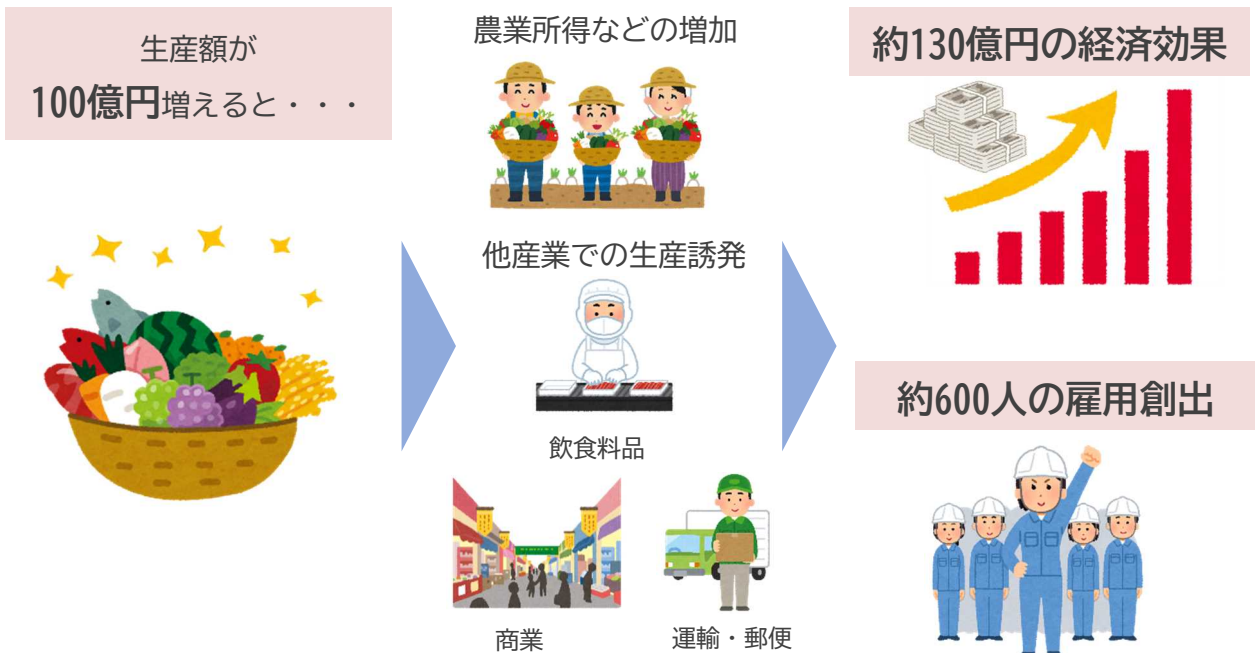 生産額が
100億円増えると・・・
農業所得などの増加
他産業での生産誘発
飲食料品
商業
運輸・郵便
約130億円の経済効果
約600人の雇用創出